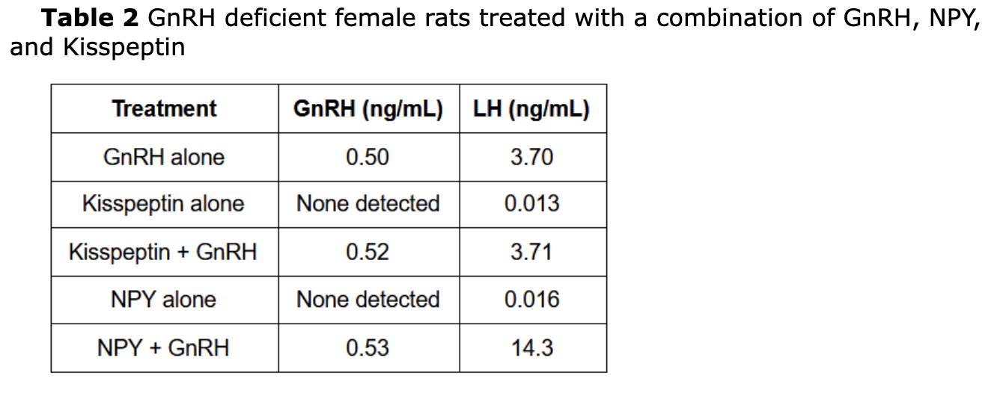 Table 2 GnRH deficient female rats treated with a combination of GnRH, NPY,
and Kisspeptin
Treatment GnRH (ng/mL) LH (ng/mL)
GnRH alone 0.50 3.70
Kisspeptin alone None detected 0.013
Kisspeptin + GnRH 0.52 3.71
NPY alone None detected 0.016
NPY + GnRH 0.53 14.3